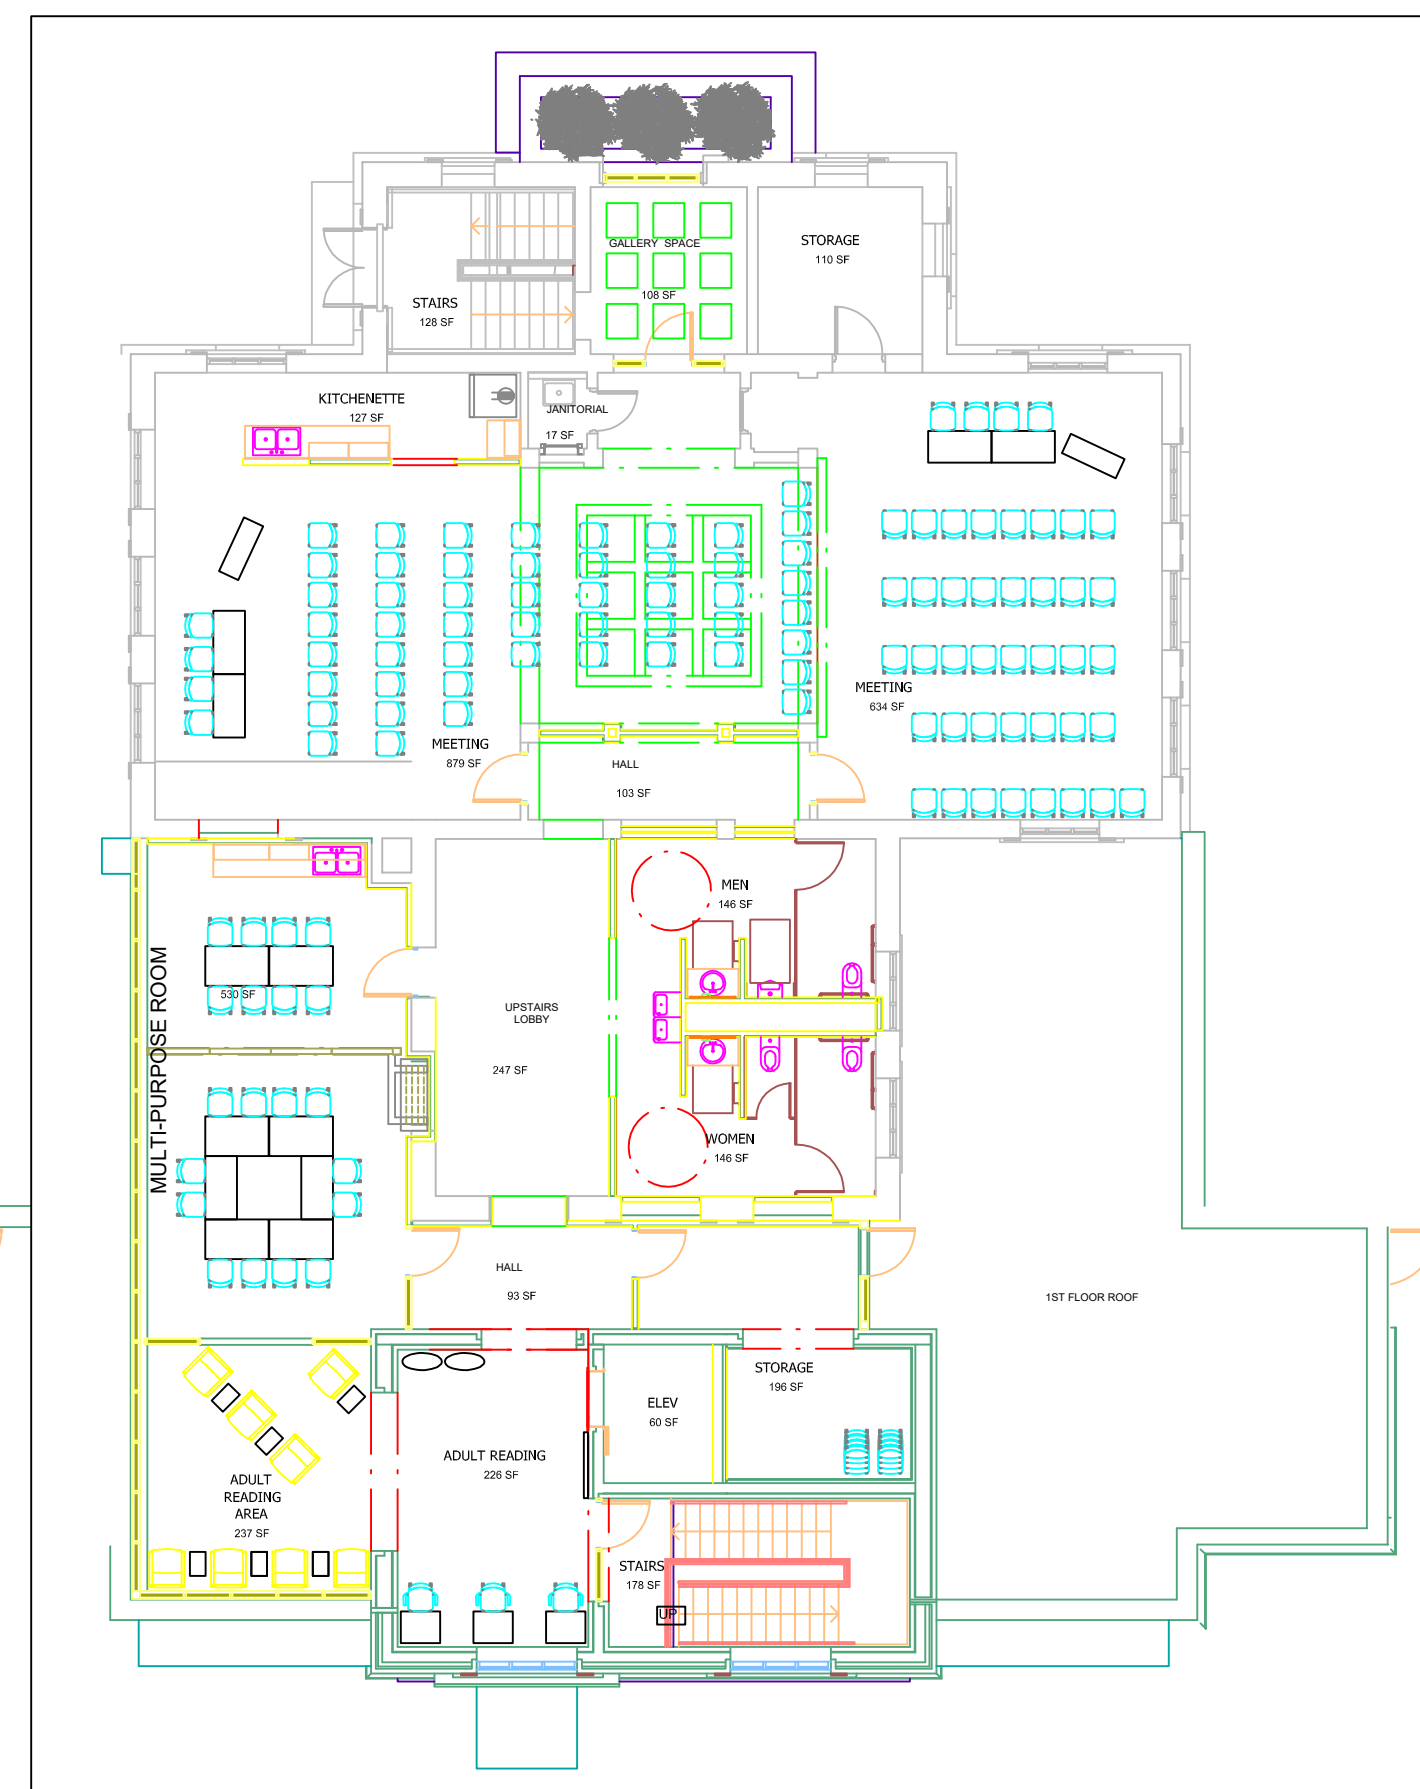 GALLERY SPACE
108 SF
STORAGE
110 SF
STAIRS
128 SF
KITCHENETTE
127 SF
JANITORIAL
17 SF
MEETING
634 SF
MEETING
879 SF
HALL
103 SF
MEN
146 SF
MULTI-PURPOSE ROOM
530 SF
UPSTAIRS
LOBBY
247 SF
WOMEN
146 SF
HALL
93 SF
1ST FLOOR ROOF
STORAGE
196 SF
ELEV
60 SF
ADULT READING
226 SF
ADULT
READING
AREA
237 SF
STAIRS
178 SF
UP